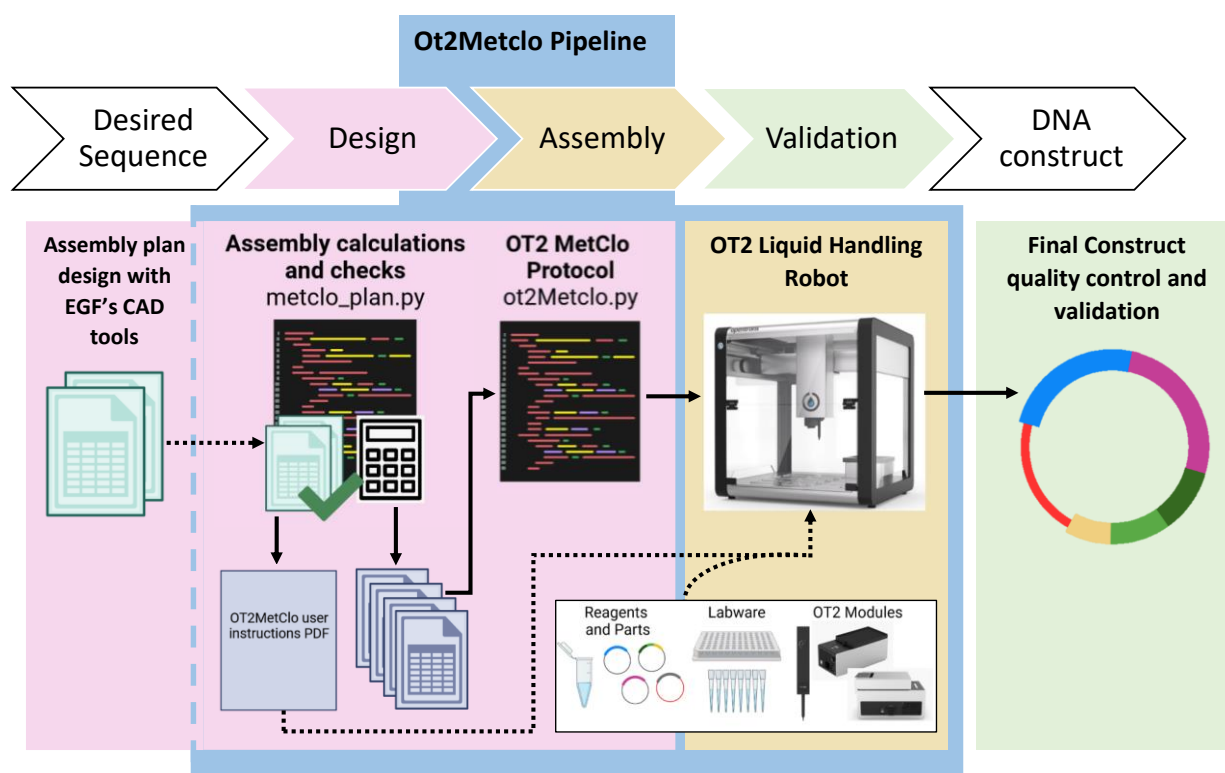 Ot2Metclo Pipeline
Desired
Sequence
Design
Assembly
Validation
DNA
construct
Assembly plan
design with
EGF's CAD
tools
Assembly calculations
and checks
metclo_plan.py
OT2 MetClo
Protocol
ot2Metclo.py
OT2 Liquid Handling
Robot
Final Construct
quality control and
validation
OT2MetClo user
instructions PDF
Reagents
and Parts
Labware
OT2 Modules